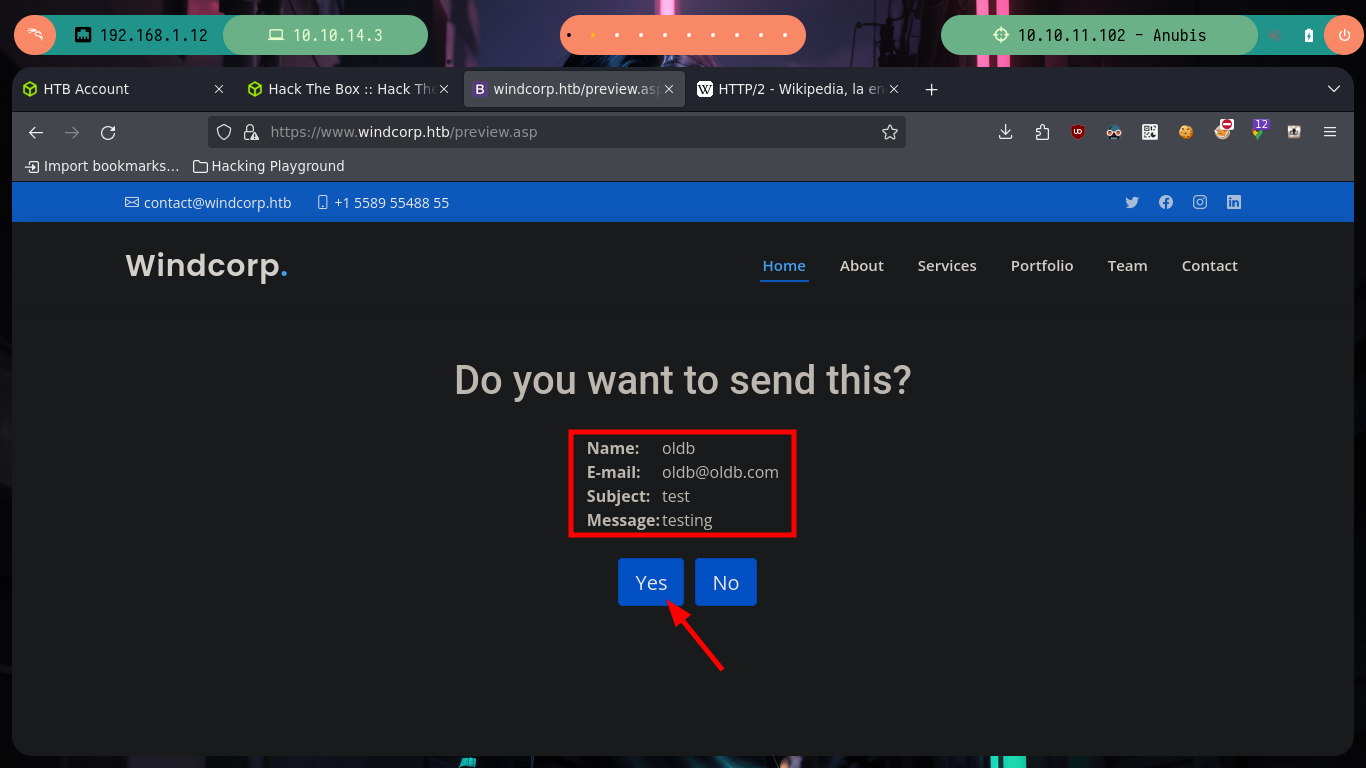 192.168.1.12
10.10.14.3
10.10.11.102 - Anubis
HTB Account
Hack The Box :: Hack The
windcorp.htb/preview.asp
HTTP/2 - Wikipedia, la en
https://www.windcorp.htb/preview.asp
12
Import bookmarks...
Hacking Playground
contact@windcorp.htb
+1 5589 55488 55
Windcorp.
Home
About
Services
Portfolio
Team
Contact
Do you want to send this?
Name: oldb
E-mail: oldb@oldb.com
Subject: test
Message: testing
Yes
No